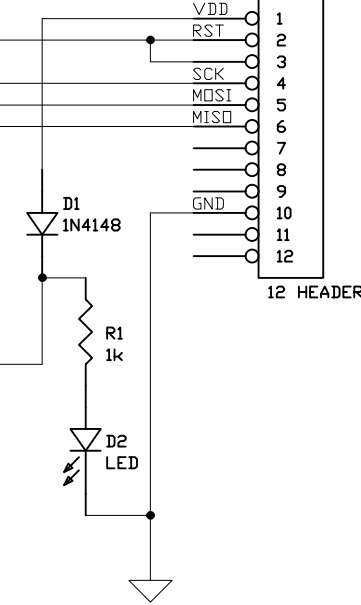 VDD 1
RST 2
3
SCK 4
MOSI 5
MISO 6
7
8
9
GND 10
11
12
12 HEADER
D1
1N4148
R1
1k
D2
LED